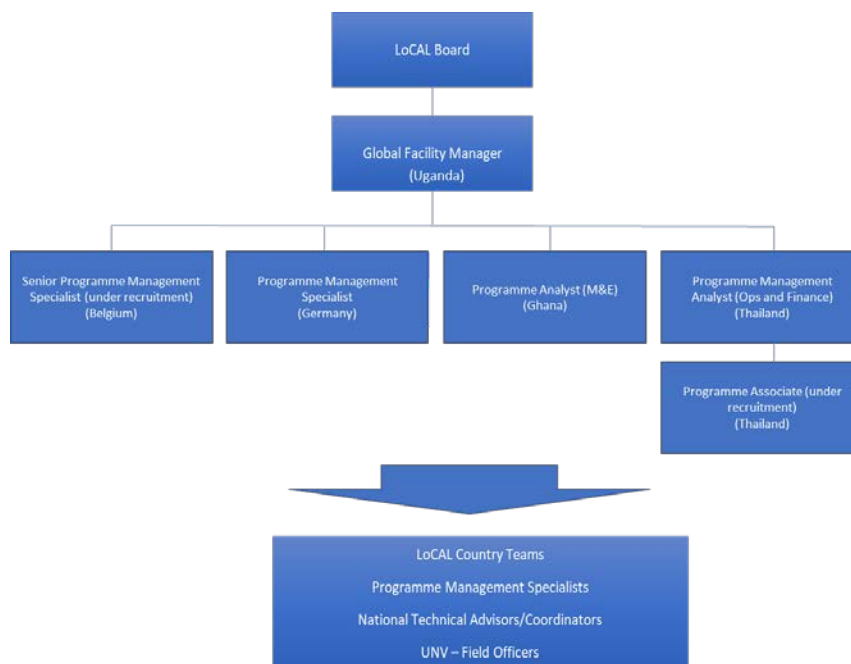 LoCAL Board
Global Facility Manager
(Uganda)
Senior Programme Management
Specialist (under recruitment)
(Belgium)
Programme Management
Specialist
(Germany)
Programme Analyst (M&E)
(Ghana)
Programme Management
Analyst (Ops and Finance)
(Thailand)
Programme Associate (under
recruitment)
(Thailand)
LoCAL Country Teams
Programme Management Specialists
National Technical Advisors/Coordinators
UNV – Field Officers